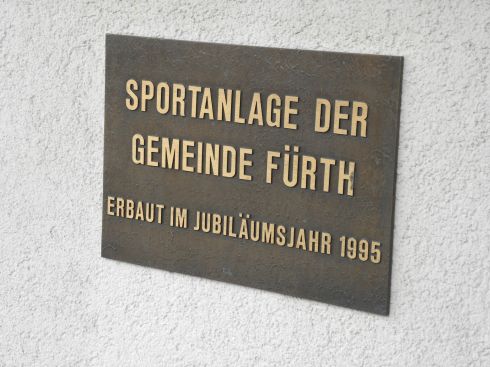 SPORTANLAGE DER
GEMEINDE FÜRTH
ERBAUT IM JUBILÄUMSJAHR 1995